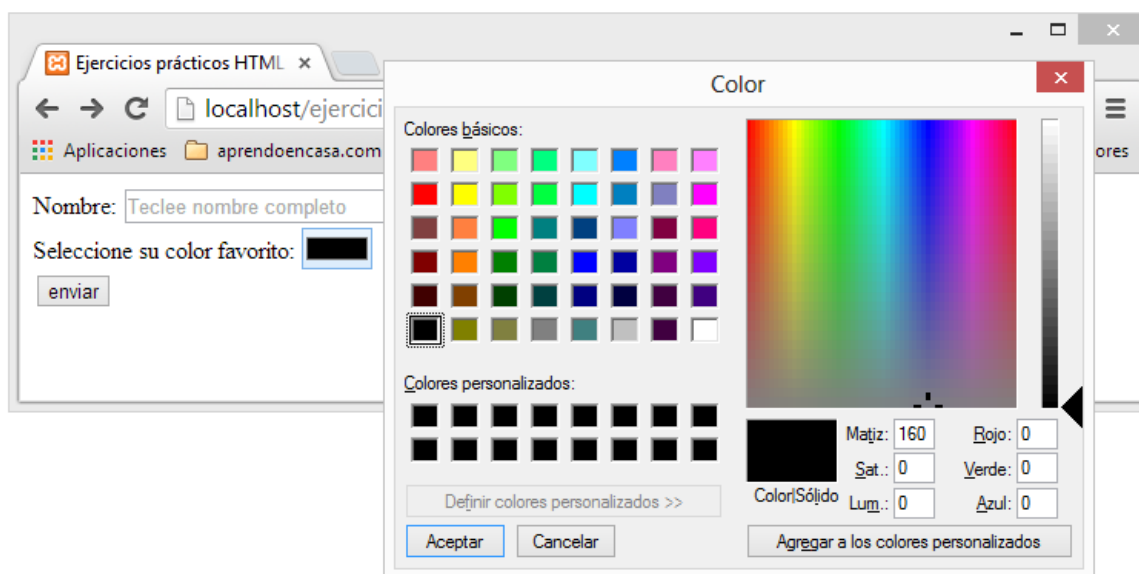 Ejercicios prácticos HTML
localhost/ejercici
Aplicaciones aprendoencasa.com
ores
Nombre: Teclee nombre completo
Seleccione su color favorito:
enviar
Color
Colores básicos:
Colores personalizados:
Definir colores personalizados >>
Aceptar Cancelar
Color|Sólido
Matiz: 160 Rojo: 0
Sat.: 0 Verde: 0
Lum.: 0 Azul: 0
Agregar a los colores personalizados